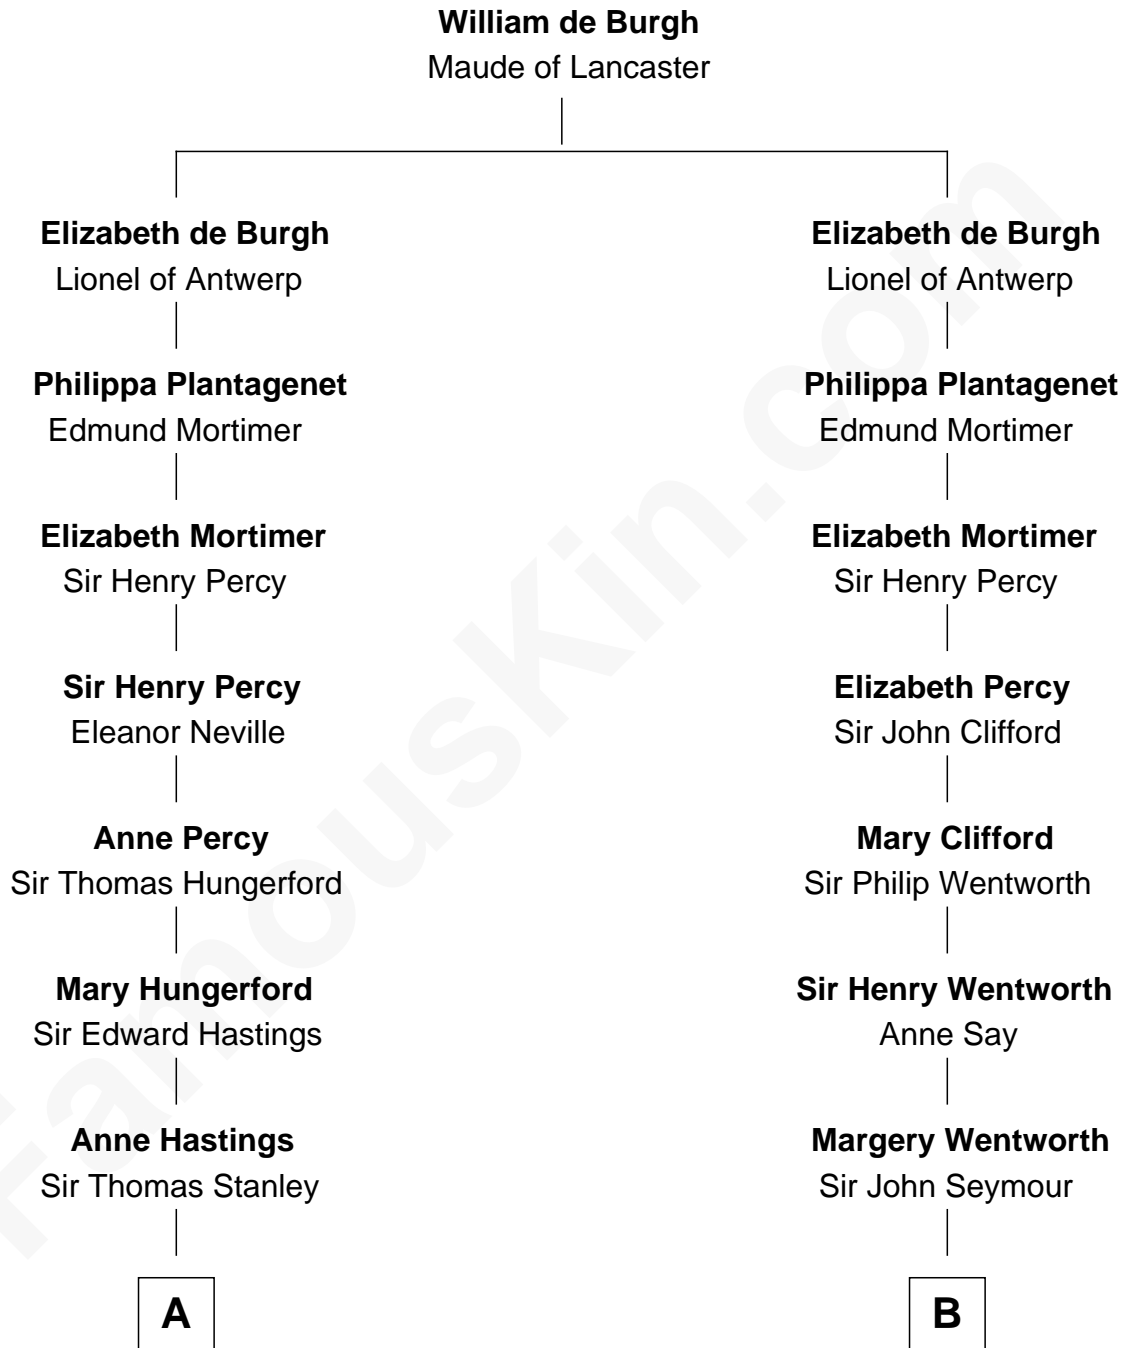 William de Burgh
Maude of Lancaster
Elizabeth de Burgh
Lionel of Antwerp
Philippa Plantagenet
Edmund Mortimer
Elizabeth Mortimer
Sir Henry Percy
Sir Henry Percy
Eleanor Neville
Anne Percy
Sir Thomas Hungerford
Mary Hungerford
Sir Edward Hastings
Anne Hastings
Sir Thomas Stanley
A
Elizabeth de Burgh
Lionel of Antwerp
Philippa Plantagenet
Edmund Mortimer
Elizabeth Mortimer
Sir Henry Percy
Elizabeth Percy
Sir John Clifford
Mary Clifford
Sir Philip Wentworth
Sir Henry Wentworth
Anne Say
Margery Wentworth
Sir John Seymour
B
FamousKin.com